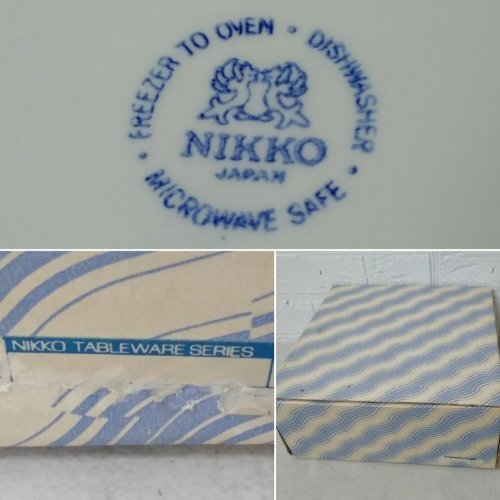 FREEZER TO OVEN • DISHWASHER •
MICROWAVE SAFE •
NIKKO
JAPAN
NIKKO TABLEWARE SERIES